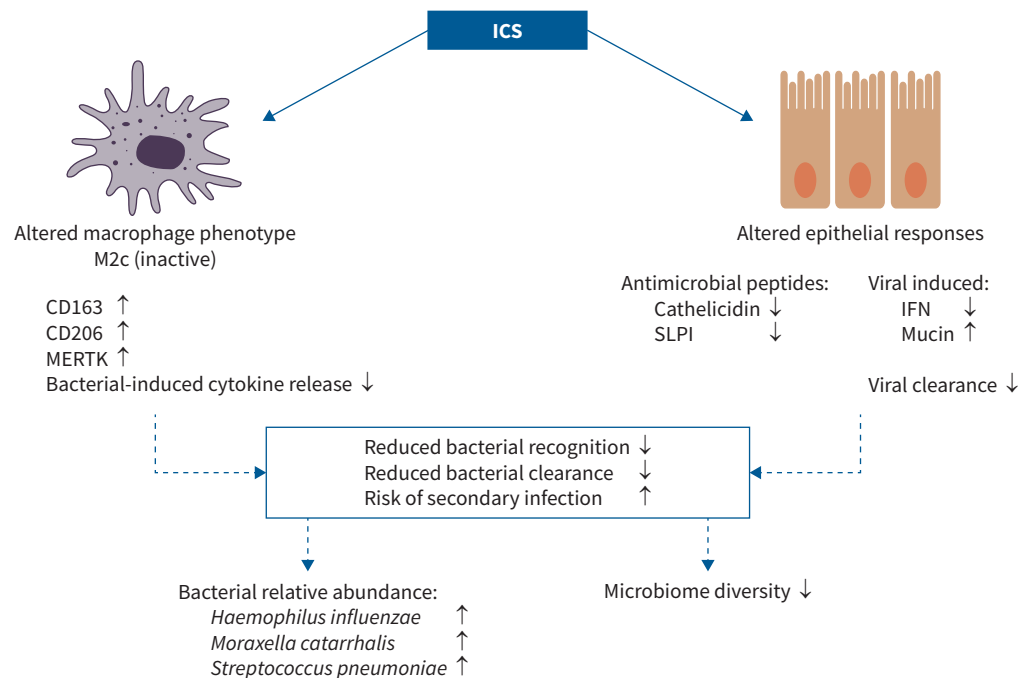 ICS
Altered macrophage phenotype
M2c (inactive)
CD163 ↑
CD206 ↑
MERTK ↑
Bacterial-induced cytokine release ↓
Altered epithelial responses
Antimicrobial peptides:
Cathelicidin ↓
SLPI ↓
Viral induced:
IFN ↓
Mucin ↑
Viral clearance ↓
Reduced bacterial recognition ↓
Reduced bacterial clearance ↓
Risk of secondary infection ↑
Bacterial relative abundance:
Haemophilus influenzae ↑
Moraxella catarrhalis ↑
Streptococcus pneumoniae ↑
Microbiome diversity ↓